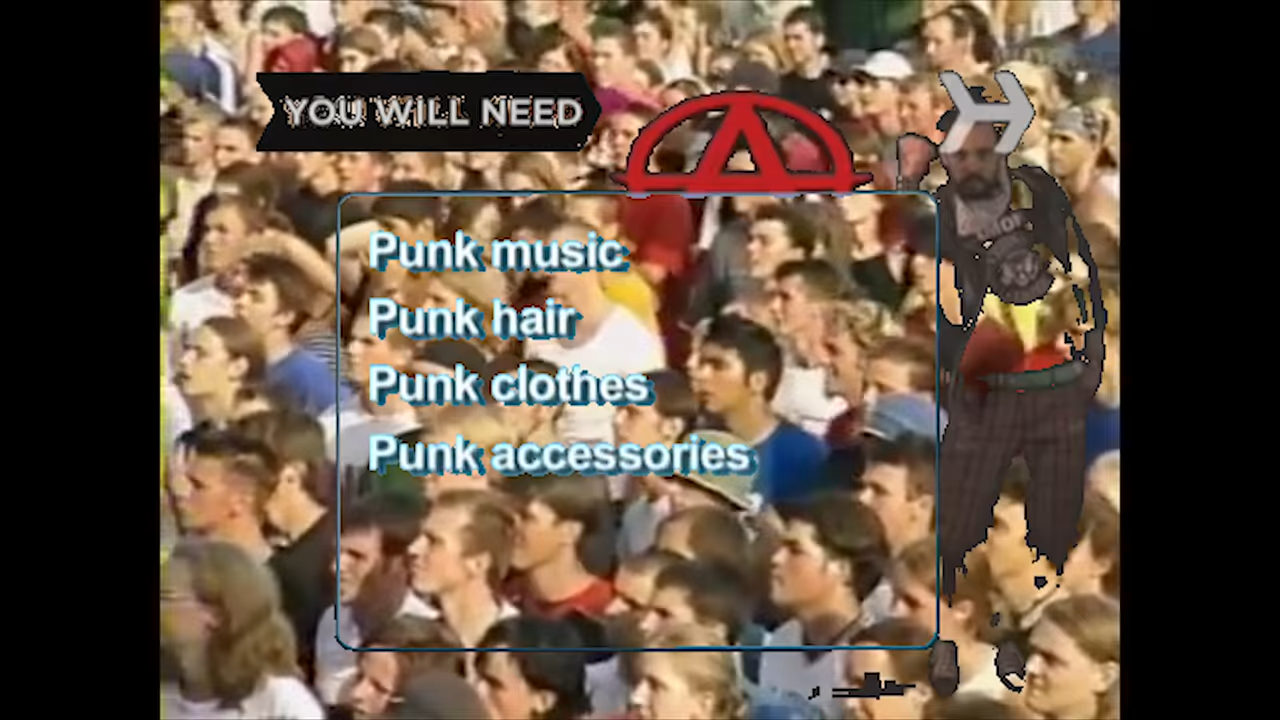 YOU WILL NEED
Punk music
Punk hair
Punk clothes
Punk accessories